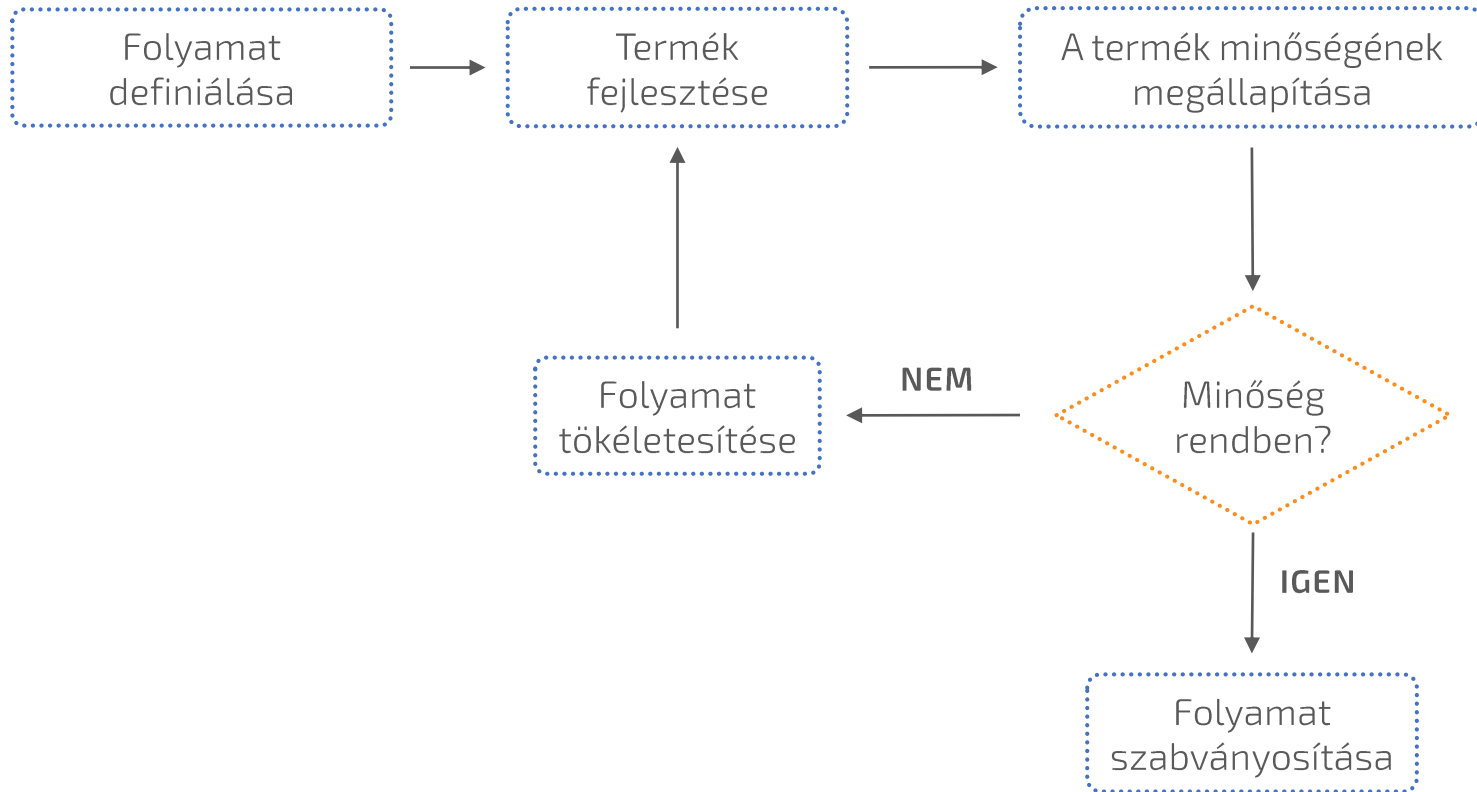 Folyamat
definiálása
Termék
fejlesztése
A termék minőségének
megállapítása
Folyamat
tökéletesítése
NEM
Minőség
rendben?
IGEN
Folyamat
szabványosítása